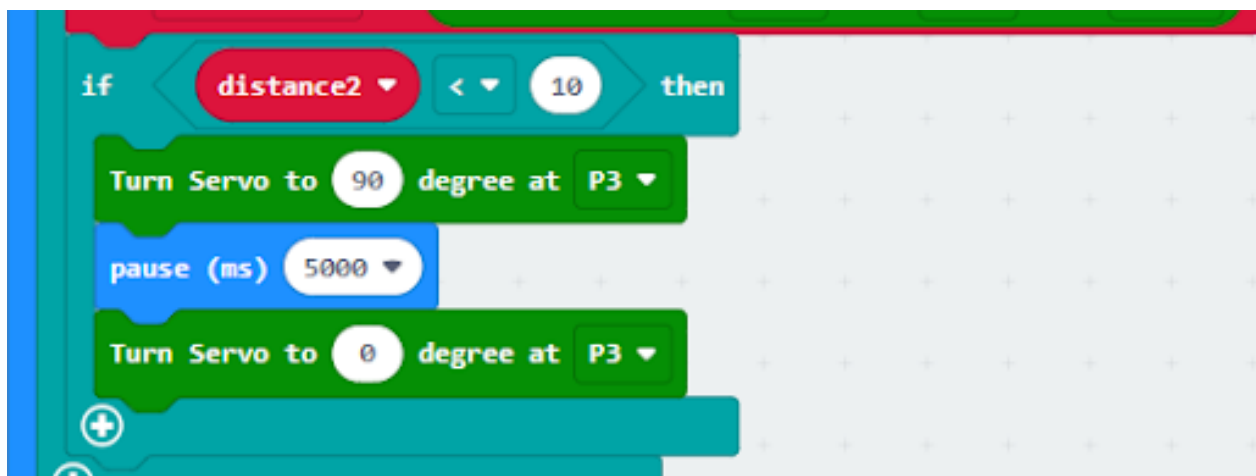 if distance2 < 10 then
Turn Servo to 90 degree at P3
pause (ms) 5000
Turn Servo to 0 degree at P3